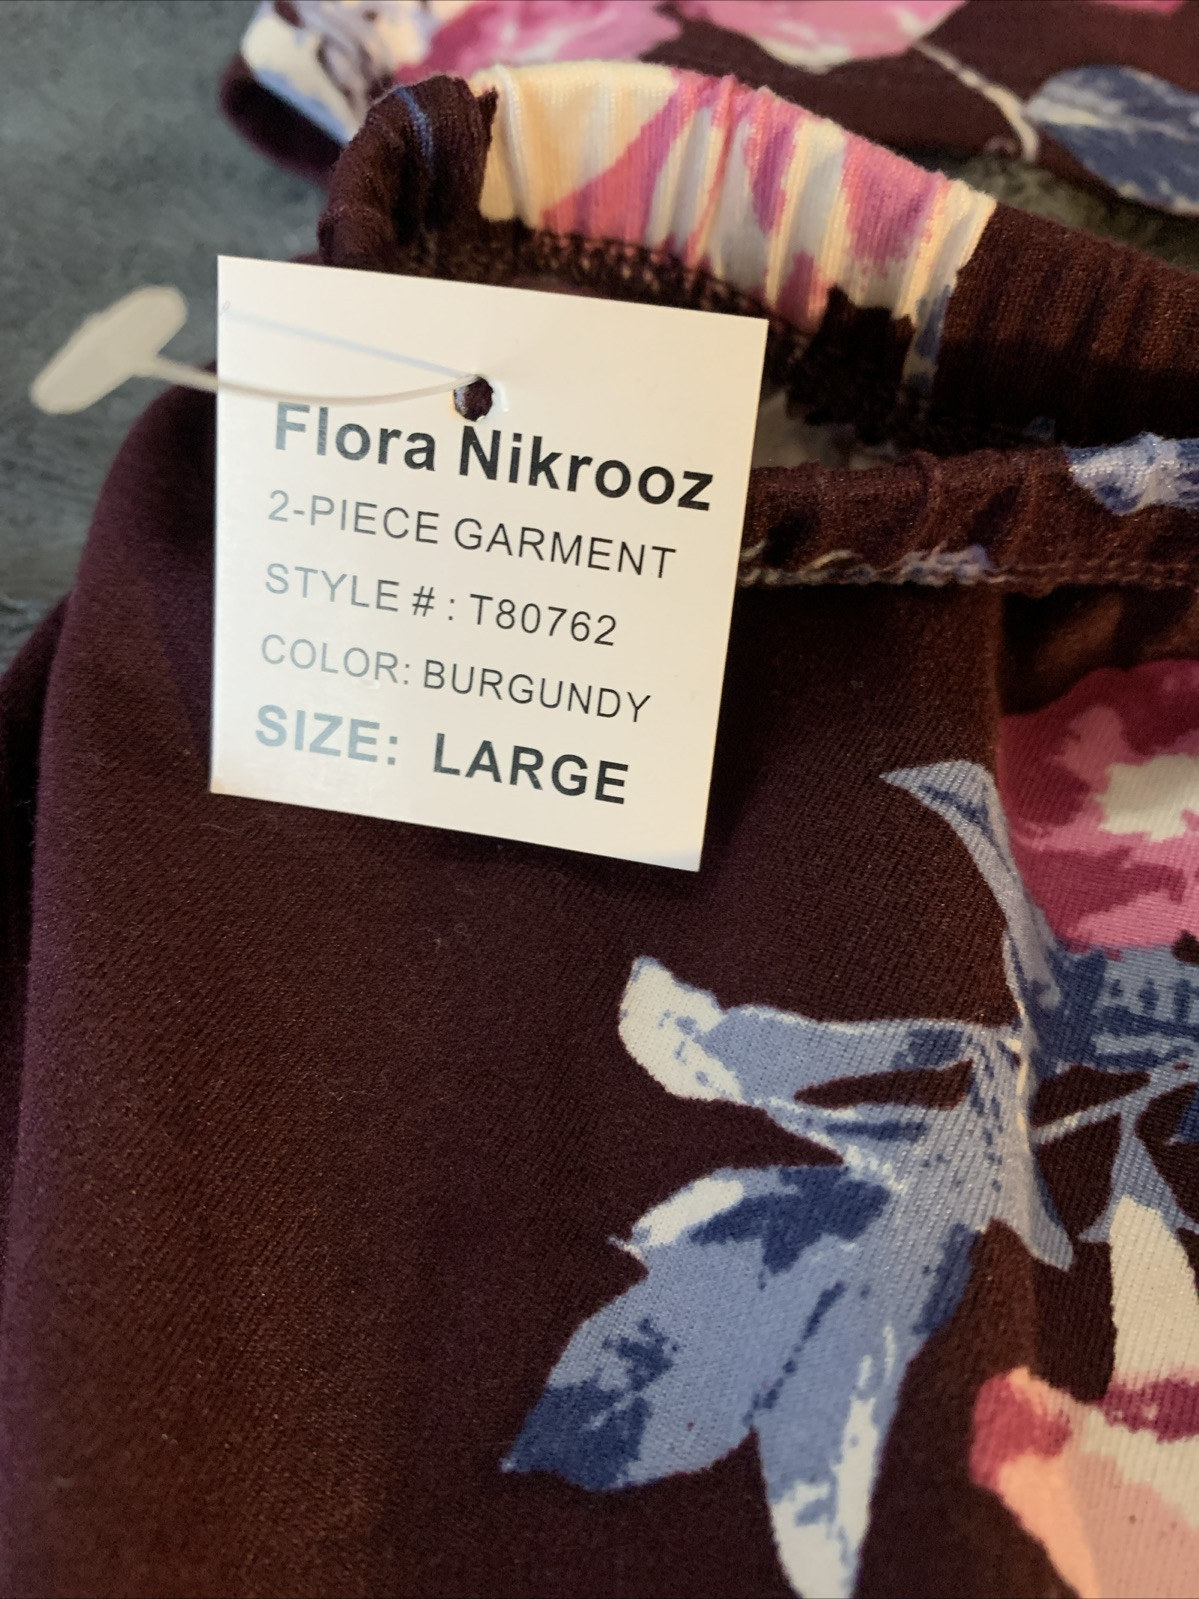 Flora Nikrooz
2-PIECE GARMENT
STYLE # : T80762
COLOR: BURGUNDY
SIZE: LARGE